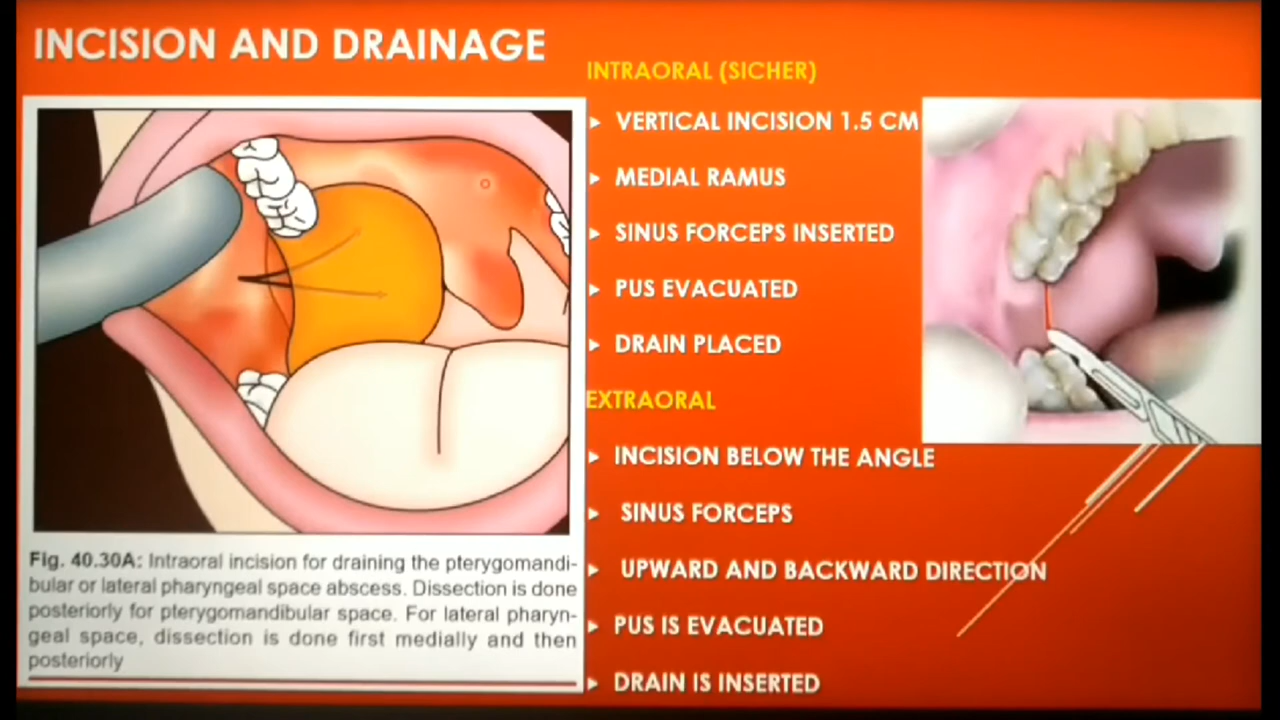 INCISION AND DRAINAGE
INTRAORAL (SICHER)
VERTICAL INCISION 1.5 CM
MEDIAL RAMUS
SINUS FORCEPS INSERTED
PUS EVACUATED
DRAIN PLACED
EXTRAORAL
INCISION BELOW THE ANGLE
SINUS FORCEPS
UPWARD AND BACKWARD DIRECTION
PUS IS EVACUATED
DRAIN IS INSERTED
Fig. 40.30A: Intraoral incision for draining the pterygomandi-
bular or lateral pharyngeal space abscess. Dissection is done
posteriorly for pterygomandibular space. For lateral pharyn-
geal space, dissection is done first medially and then
posteriorly